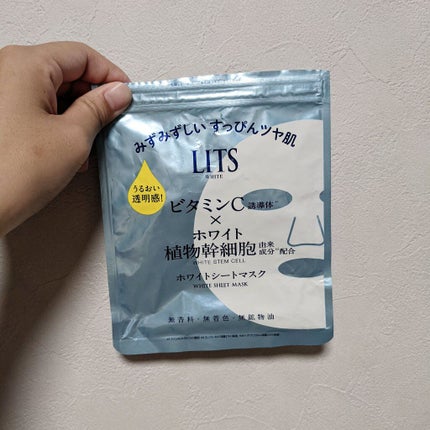 みずみずしい すっぴんツヤ肌
LITS
WHITE
うるおい
透明感!
ビタミンC 誘導体
×
ホワイト
植物幹細胞 由来成分 配合
WHITE STEM CELL
ホワイトシートマスク
WHITE SHEET MASK
無香料・無着色・無鉱物油